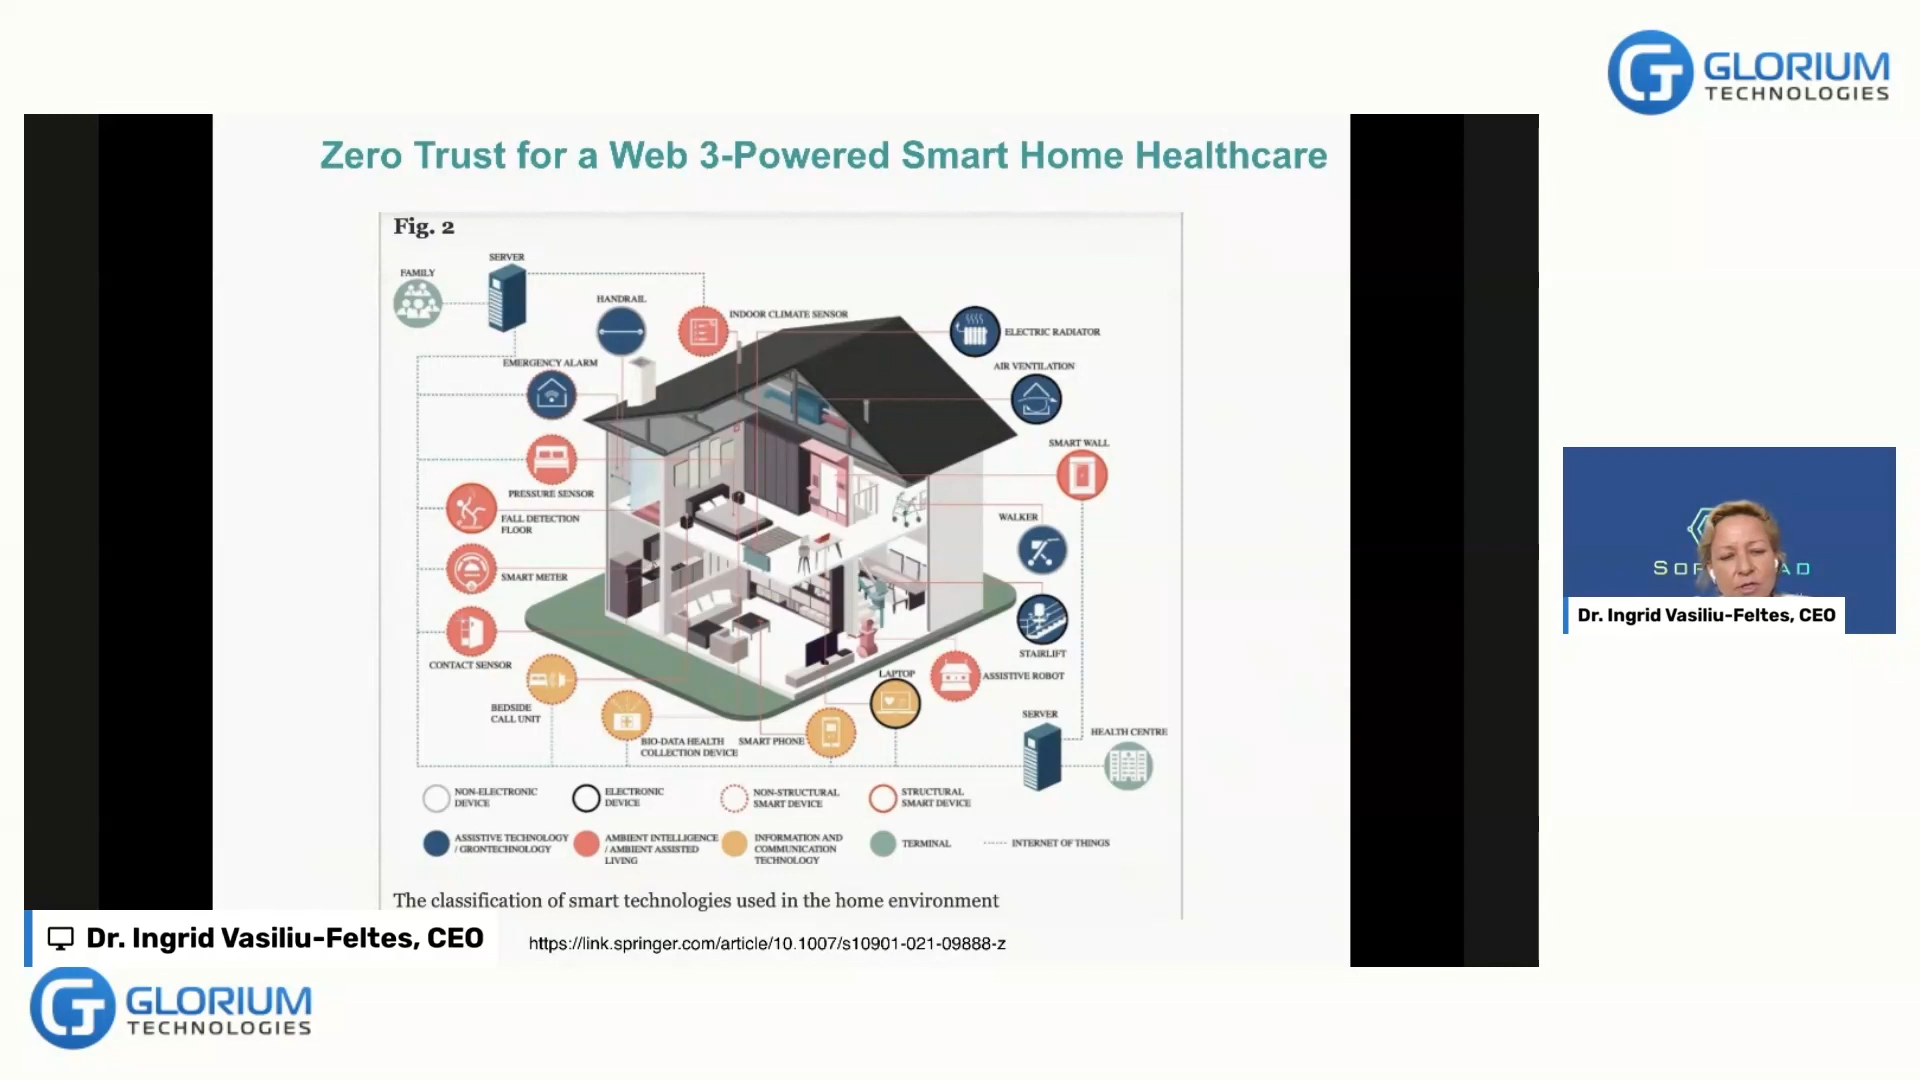 GLORIUM
TECHNOLOGIES
Zero Trust for a Web 3-Powered Smart Home Healthcare
Fig. 2
SERVER
FAMILY
HANDRAIL
INDOOR CLIMATE SENSOR
ELECTRIC RADIATOR
EMERGENCY ALARM
AIR VENTILATION
SMART WALL
PRESSURE SENSOR
FALL DETECTION
FLOOR
WALKER
SMART METER
STAIRLIFT
CONTACT SENSOR
LAPTOP
ASSISTIVE ROBOT
BEDSIDE
CALL UNIT
BIO-DATA HEALTH
COLLECTION DEVICE
SMART PHONE
SERVER
HEALTH CENTRE
NON-ELECTRONIC
DEVICE
ELECTRONIC
DEVICE
NON-STRUCTURAL
SMART DEVICE
STRUCTURAL
SMART DEVICE
ASSISTIVE TECHNOLOGY
/ GRONTECHNOLOGY
AMBIENT INTELLIGENCE
/ AMBIENT ASSISTED
LIVING
INFORMATION AND
COMMUNICATION
TECHNOLOGY
TERMINAL
INTERNET OF THINGS
The classification of smart technologies used in the home environment
https://link.springer.com/article/10.1007/s10901-021-09888-z
Dr. Ingrid Vasiliu-Feltes, CEO
GLORIUM
TECHNOLOGIES
Dr. Ingrid Vasiliu-Feltes, CEO